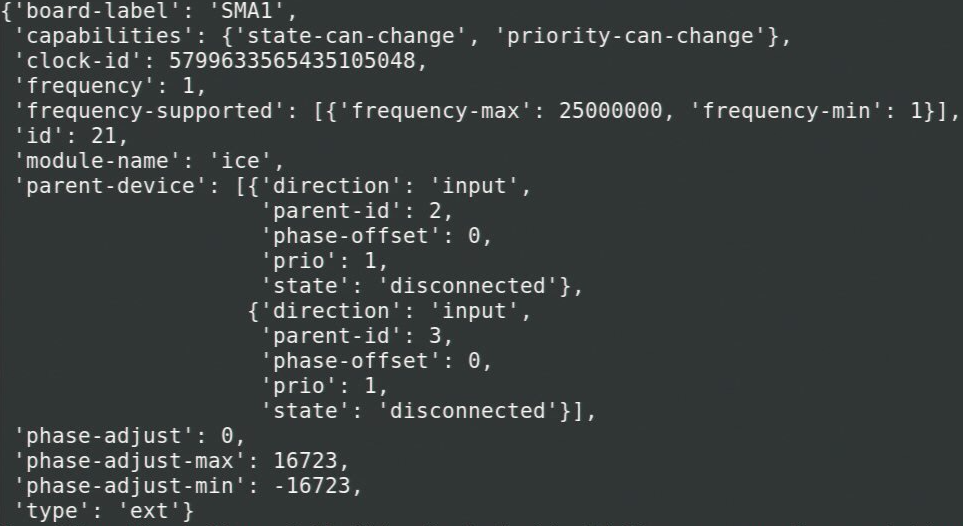 {'board-label': 'SMA1',
 'capabilities': {'state-can-change', 'priority-can-change'},
 'clock-id': 5799633565435105048,
 'frequency': 1,
 'frequency-supported': [{'frequency-max': 25000000, 'frequency-min': 1}],
 'id': 21,
 'module-name': 'ice',
 'parent-device': [{'direction': 'input',
                    'parent-id': 2,
                    'phase-offset': 0,
                    'prio': 1,
                    'state': 'disconnected'},
                   {'direction': 'input',
                    'parent-id': 3,
                    'phase-offset': 0,
                    'prio': 1,
                    'state': 'disconnected'}],
 'phase-adjust': 0,
 'phase-adjust-max': 16723,
 'phase-adjust-min': -16723,
 'type': 'ext'}